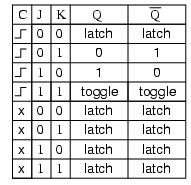 C J K Q Q̅
0 0 latch latch
0 1 0 1
1 0 1 0
1 1 toggle toggle
x 0 0 latch latch
x 0 1 latch latch
x 1 0 latch latch
x 1 1 latch latch